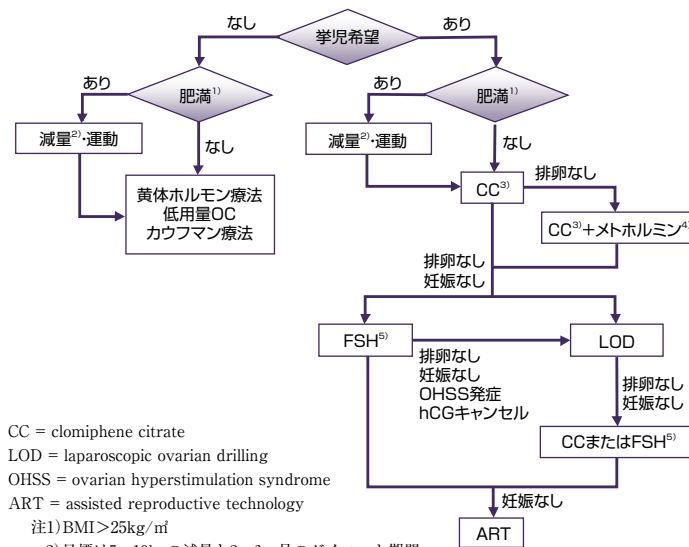 挙児希望
なし
あり
肥満1)
あり
なし
減量2)・運動
黄体ホルモン療法
低用量OC
カウフマン療法
肥満1)
あり
なし
減量2)・運動
CC3)
排卵なし
CC3)+メトホルミン4)
排卵なし
妊娠なし
FSH5)
排卵なし
妊娠なし
OHSS発症
hCGキャンセル
LOD
排卵なし
妊娠なし
CCまたはFSH5)
妊娠なし
ART
CC = clomiphene citrate
LOD = laparoscopic ovarian drilling
OHSS = ovarian hyperstimulation syndrome
ART = assisted reproductive technology
注1)BMI>25kg/㎡